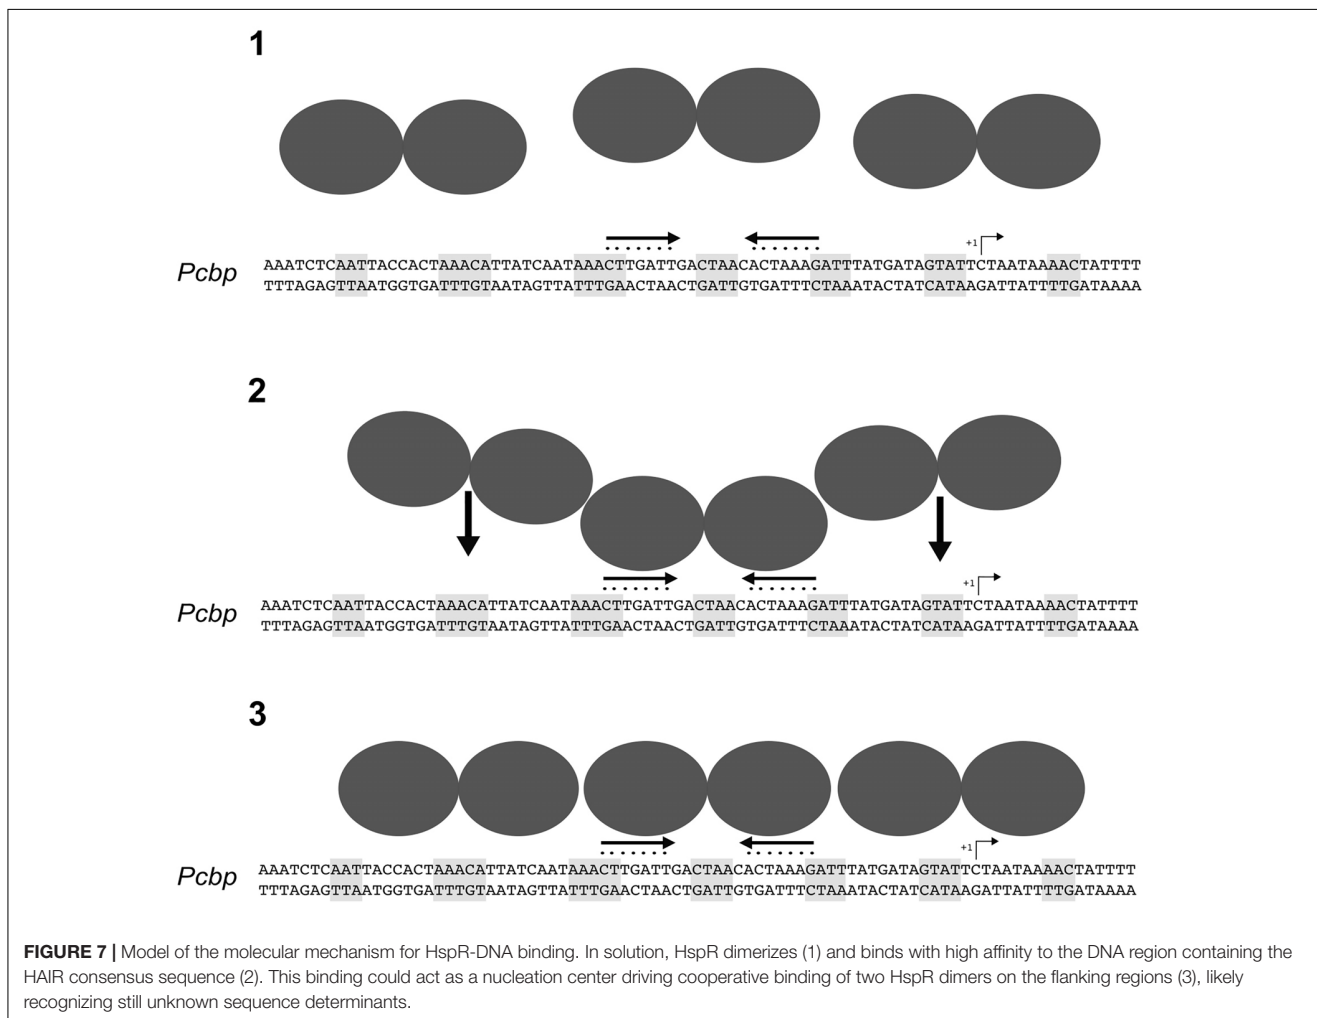 1
+1
Pcbp
AAATCTCAATTACCACTAAACATTATCAATAAACTTGATTGACTAACACTAAAGATTTATGATAGTATTCTAATAAAACTATTTT
TTTAGAGTTAATGGTGATTTGTAATAGTTATTTGAACTAACTGATTGTGATTTCTAAATACTATCATAAGATTATTTTGATAAAA
2
+1
Pcbp
AAATCTCAATTACCACTAAACATTATCAATAAACTTGATTGACTAACACTAAAGATTTATGATAGTATTCTAATAAAACTATTTT
TTTAGAGTTAATGGTGATTTGTAATAGTTATTTGAACTAACTGATTGTGATTTCTAAATACTATCATAAGATTATTTTGATAAAA
3
+1
Pcbp
AAATCTCAATTACCACTAAACATTATCAATAAACTTGATTGACTAACACTAAAGATTTATGATAGTATTCTAATAAAACTATTTT
TTTAGAGTTAATGGTGATTTGTAATAGTTATTTGAACTAACTGATTGTGATTTCTAAATACTATCATAAGATTATTTTGATAAAA
FIGURE 7 | Model of the molecular mechanism for HspR-DNA binding. In solution, HspR dimerizes (1) and binds with high affinity to the DNA region containing the
HAIR consensus sequence (2). This binding could act as a nucleation center driving cooperative binding of two HspR dimers on the flanking regions (3), likely
recognizing still unknown sequence determinants.